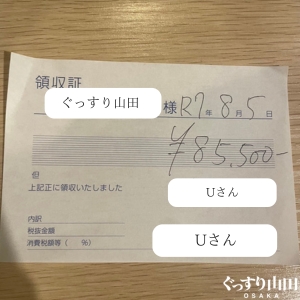 領収証
ぐっすり山田 様 R7年8月5日
¥85,500-
但
上記正に領収いたしました
Uさん
内訳
税抜金額
消費税額等( %)
Uさん
ぐっすり山田
OSAKA